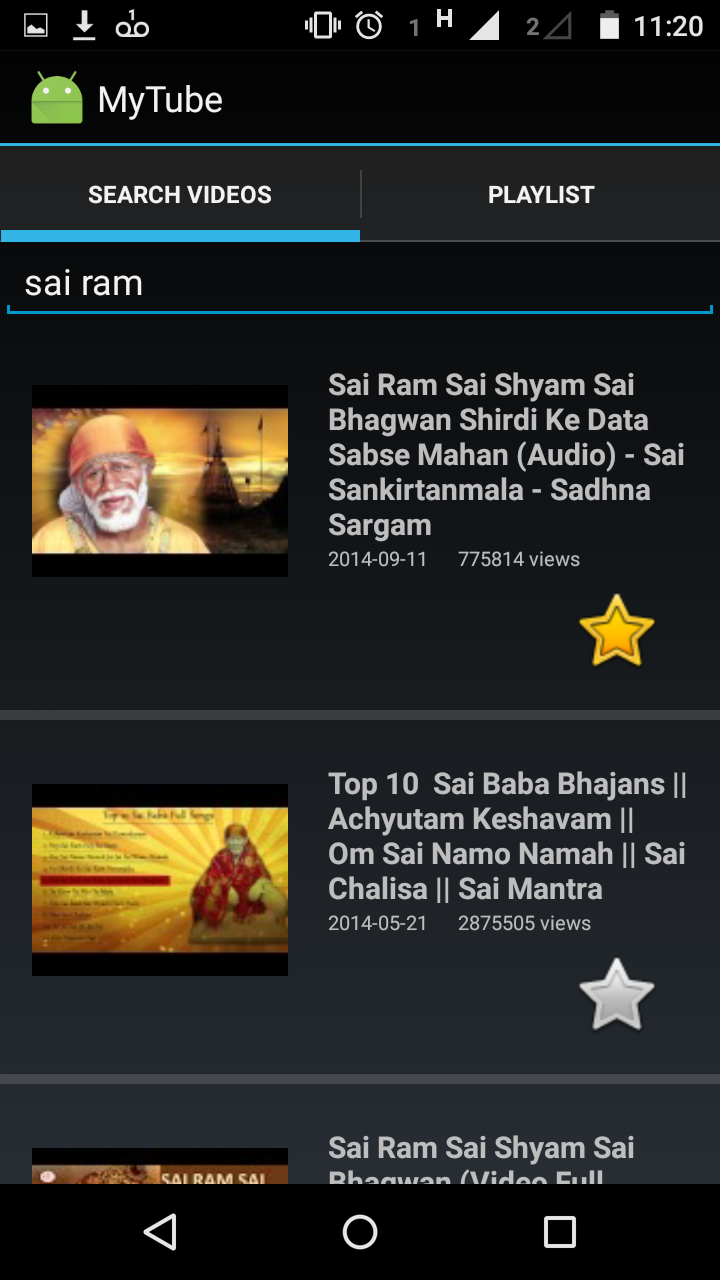 1 H 2 11:20
MyTube
SEARCH VIDEOS PLAYLIST
sai ram
Sai Ram Sai Shyam Sai
Bhagwan Shirdi Ke Data
Sabse Mahan (Audio) - Sai
Sankirtanmala - Sadhna
Sargam
2014-09-11 775814 views
Top 10 Sai Baba Bhajans ||
Achyutam Keshavam ||
Om Sai Namo Namah || Sai
Chalisa || Sai Mantra
2014-05-21 2875505 views
Top 10 Sai Baba Full Songs
SAI RAM SAI
Sai Ram Sai Shyam Sai
Bhagwan (Video Full